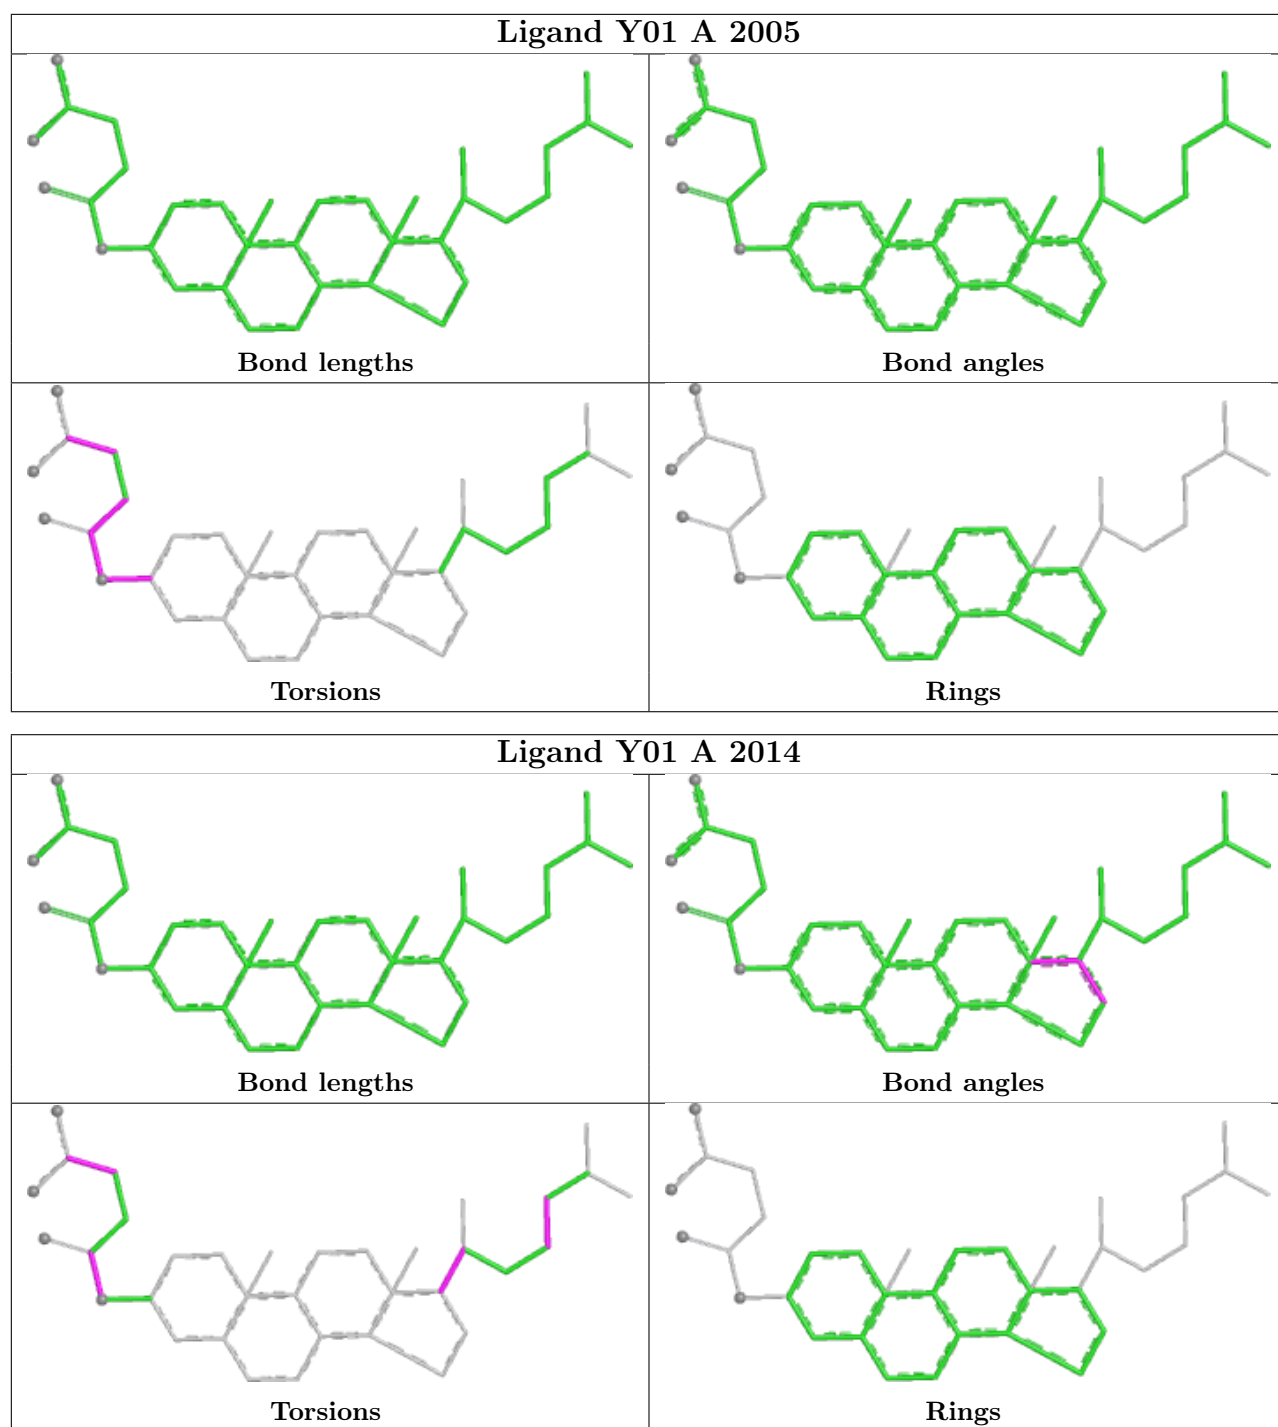 Ligand Y01 A 2005
Bond lengths
Bond angles
Torsions
Rings
Ligand Y01 A 2014
Bond lengths
Bond angles
Torsions
Rings